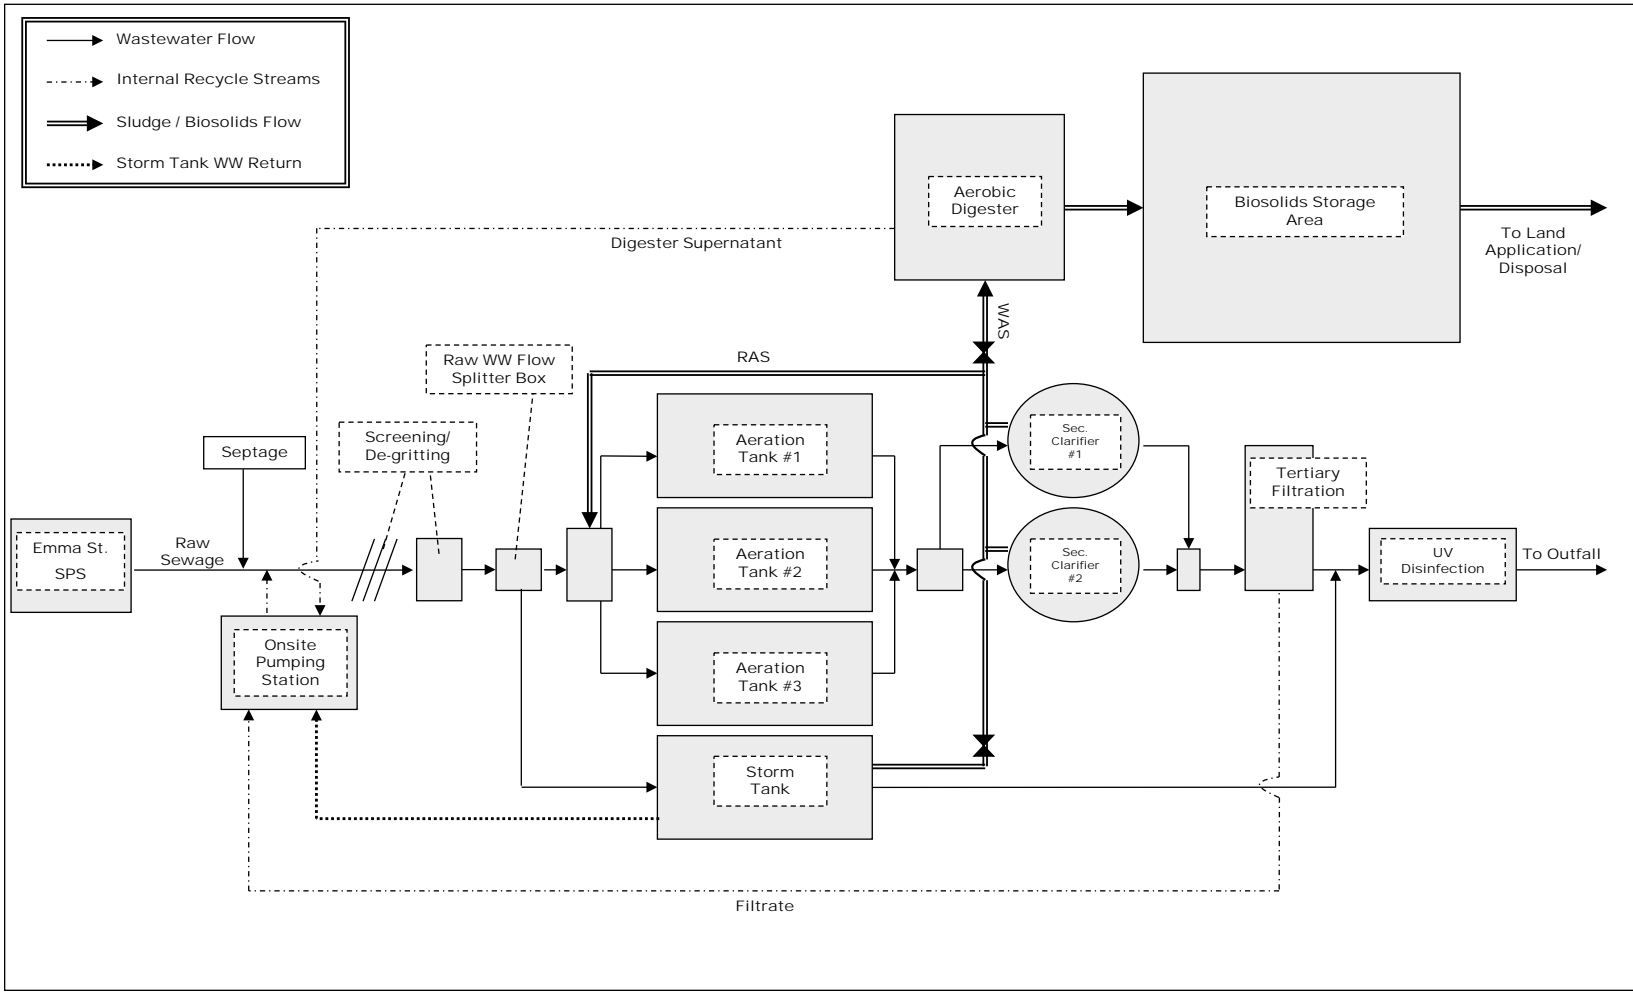 Wastewater Flow
Internal Recycle Streams
Sludge / Biosolids Flow
Storm Tank WW Return
Aerobic
Digester
Biosolids Storage
Area
To Land
Application/
Disposal
Digester Supernatant
WAS
RAS
Raw WW Flow
Splitter Box
Screening/
De-gritting
Septage
Aeration
Tank #1
Sec.
Clarifier
#1
Tertiary
Filtration
Emma St.
SPS
Raw
Sewage
Aeration
Tank #2
Sec.
Clarifier
#2
UV
Disinfection
To Outfall
Onsite
Pumping
Station
Aeration
Tank #3
Storm
Tank
Filtrate